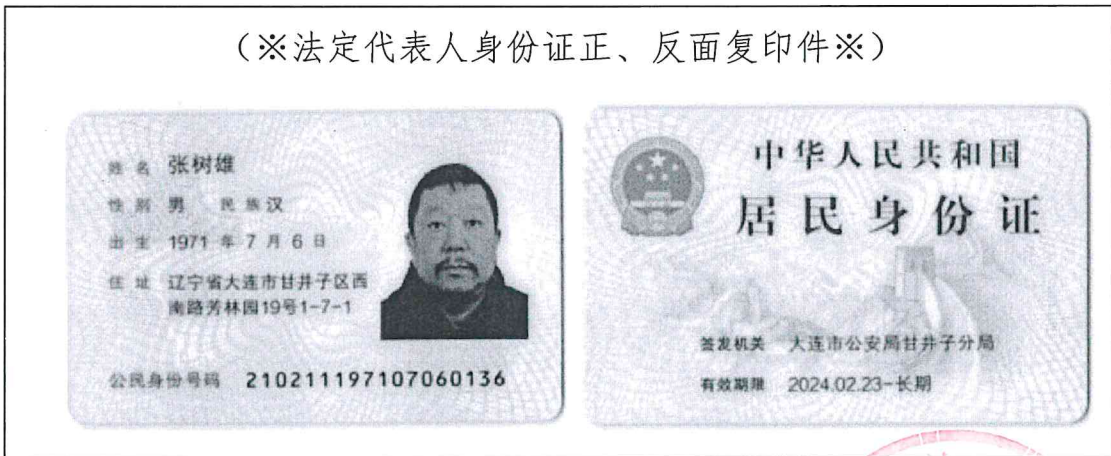 （※法定代表人身份证正、反面复印件※）
姓名 张树雄
性别 男 民族 汉
出生 1971 年 7 月 6 日
住址 辽宁省大连市甘井子区西
南路芳林园19号1-7-1
公民身份号码 210211197107060136
中华人民共和国
居民身份证
签发机关 大连市公安局甘井子分局
有效期限 2024.02.23-长期